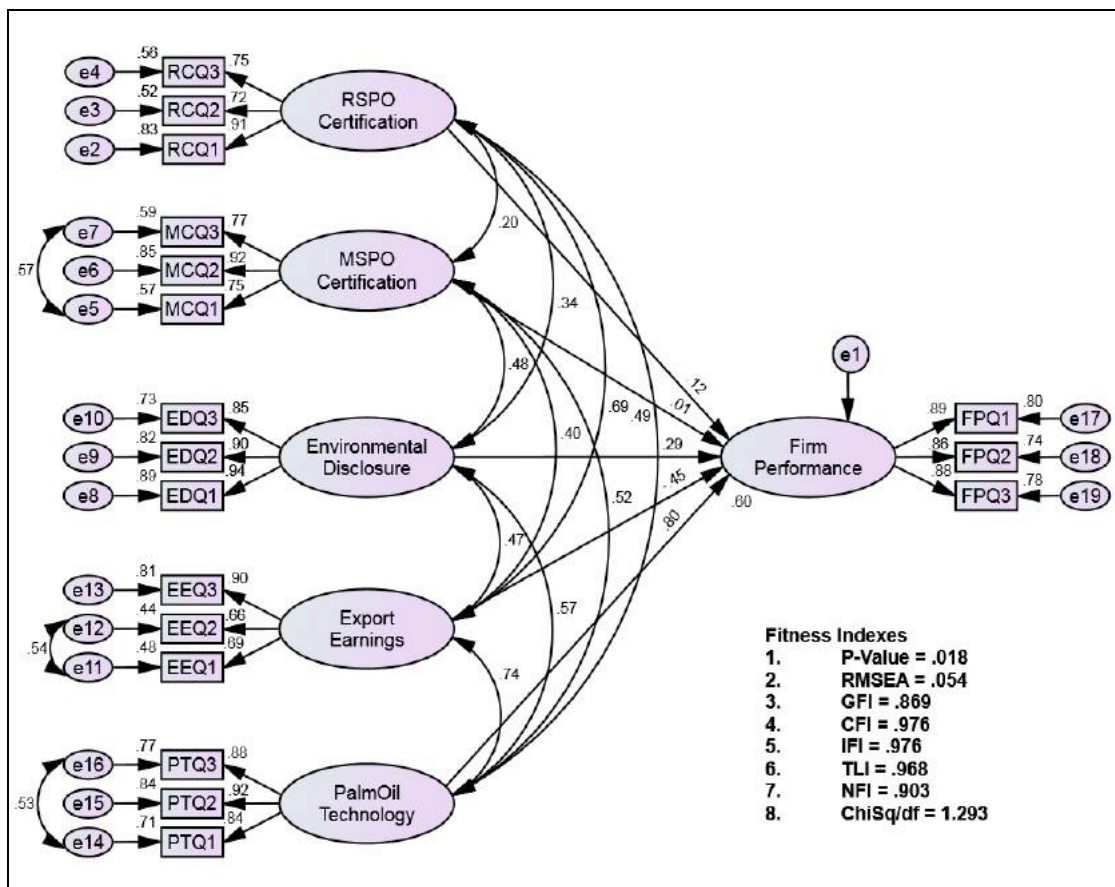 .56 .75
e4 RCQ3
.52 .72
e3 RCQ2
.83 .91
e2 RCQ1
RSPO
Certification
.59 .77
e7 MCQ3
.85 .92
e6 MCQ2
.57 .75
e5 MCQ1
.57
MSPO
Certification
.73 .85
e10 EDQ3
.82 .90
e9 EDQ2
.89 .94
e8 EDQ1
Environmental
Disclosure
.81 .90
e13 EEQ3
.44 .66
e12 EEQ2
.48 .69
e11 EEQ1
.54
Export
Earnings
.77 .88
e16 PTQ3
.84 .92
e15 PTQ2
.71 .84
e14 PTQ1
.53
PalmOil
Technology
.20
.34
.48
.69 .49
.40
.52
.47
.57
.74
.12
.01
.29
-.45
.80
.60
e1
Firm
Performance
.89 FPQ1 .80 e17
.86 FPQ2 .74 e18
.88 FPQ3 .78 e19
Fitness Indexes
1. P-Value = .018
2. RMSEA = .054
3. GFI = .869
4. CFI = .976
5. IFI = .976
6. TLI = .968
7. NFI = .903
8. ChiSq/df = 1.293